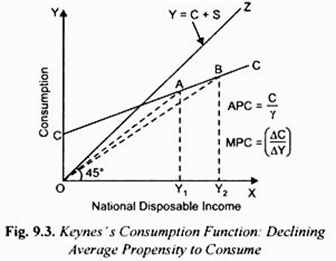 Y
Z
Y = C + S
B
C
A
APC = C/γ
C
MPC = (ΔC/ΔY)
Consumption
45°
O
Y₁
Y₂
X
National Disposable Income
Fig. 9.3. Keynes's Consumption Function: Declining
Average Propensity to Consume